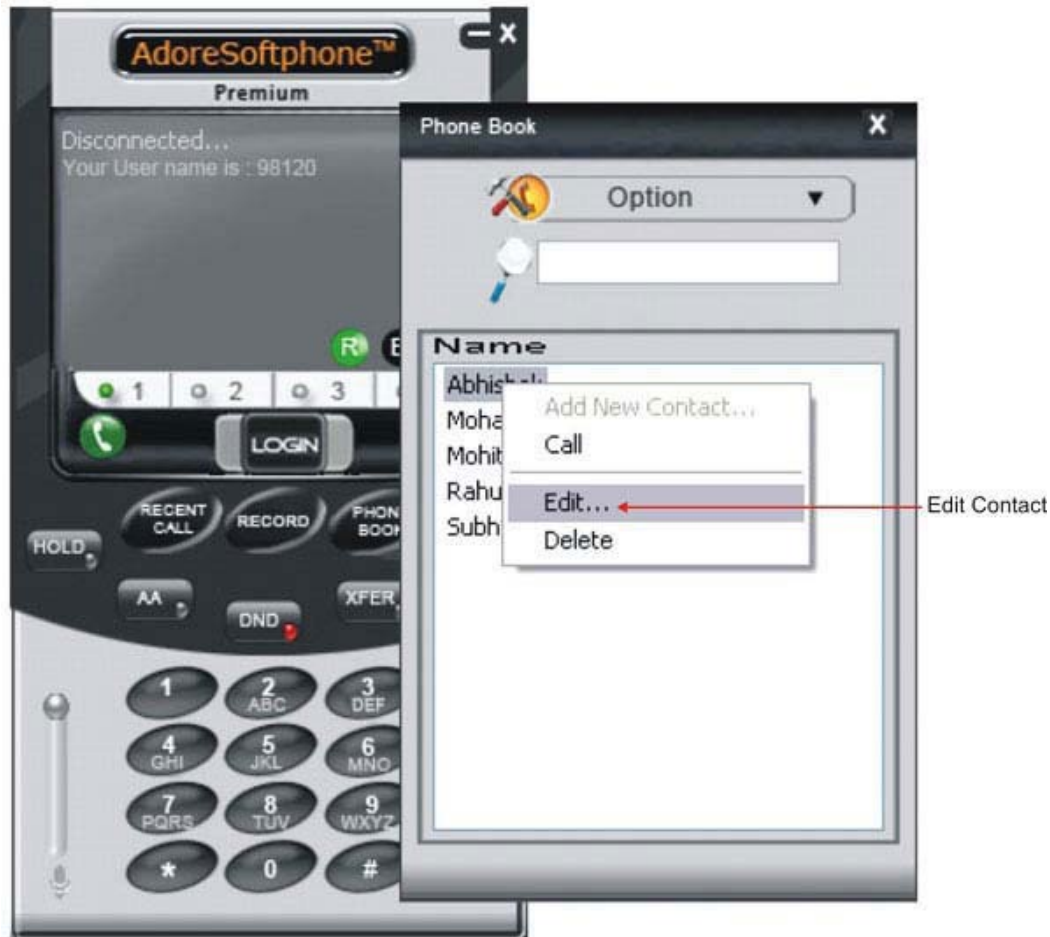 AdoreSoftphone™
Premium
Disconnected...
Your User name is : 98120
R
1 2 3
LOGIN
RECENT CALL
RECORD
HOLD
AA
DND
XFER
1
2 ABC
3 DEF
4 GHI
5 JKL
6 MNO
7 PQRS
8 TUV
9 WXYZ
*
0
#
Phone Book
X
Option
Name
Mohit
Add New Contact...
Call
Edit...
Delete
Edit Contact